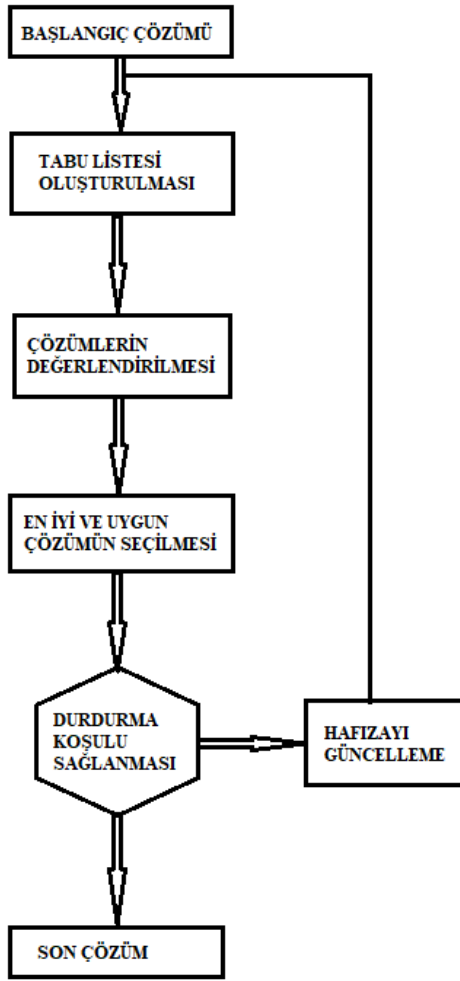 BAŞLANGIÇ ÇÖZÜMÜ
TABU LİSTESİ
OLUŞTURULMASI
ÇÖZÜMLERİN
DEĞERLENDİRİLMESİ
EN İYİ VE UYGUN
ÇÖZÜMÜN SEÇİLMESİ
DURDURMA
KOŞULU
SAĞLANMASI
HAFIZAYI
GÜNCELLEME
SON ÇÖZÜM